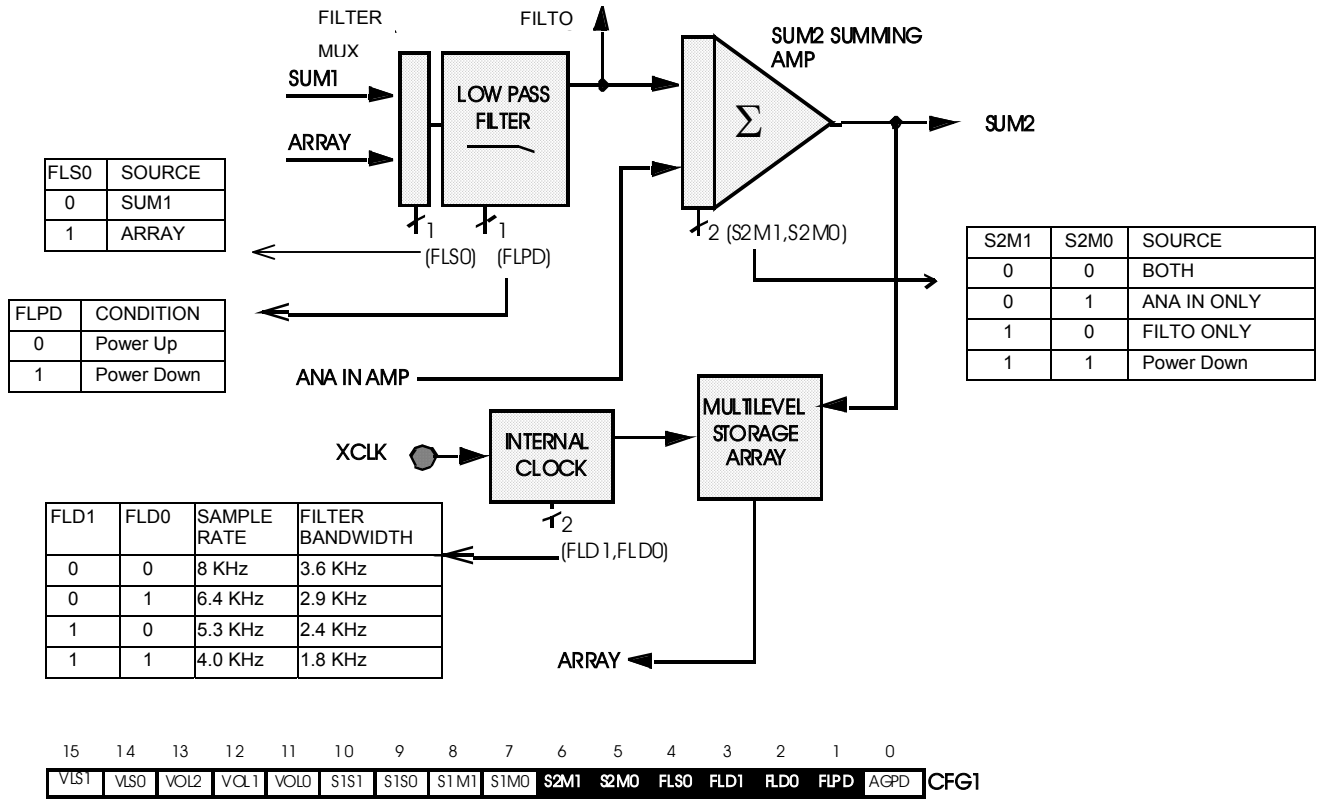 FILTER
MUX
FILTO
SUM2 SUMMING
AMP
SUM1
ARRAY
LOW PASS
FILTER
Σ
SUM2
FLS0 SOURCE
0 SUM1
1 ARRAY
1
(FLS0)
1
(FLPD)
2 (S2M1,S2M0)
S2M1 S2M0 SOURCE
0 0 BOTH
0 1 ANA IN ONLY
1 0 FILTO ONLY
1 1 Power Down
FLPD CONDITION
0 Power Up
1 Power Down
ANA IN AMP
MULTILEVEL
STORAGE
ARRAY
XCLK
INTERNAL
CLOCK
2
(FLD1,FLD0)
FLD1 FLD0 SAMPLE RATE FILTER BANDWIDTH
0 0 8 KHz 3.6 KHz
0 1 6.4 KHz 2.9 KHz
1 0 5.3 KHz 2.4 KHz
1 1 4.0 KHz 1.8 KHz
ARRAY
15 14 13 12 11 10 9 8 7 6 5 4 3 2 1 0
VLS1 VLS0 VOL2 VOL1 VOL0 S1S1 S1S0 S1M1 S1M0 S2M1 S2M0 FLS0 FLD1 FLD0 FLPD AGPD CFG1